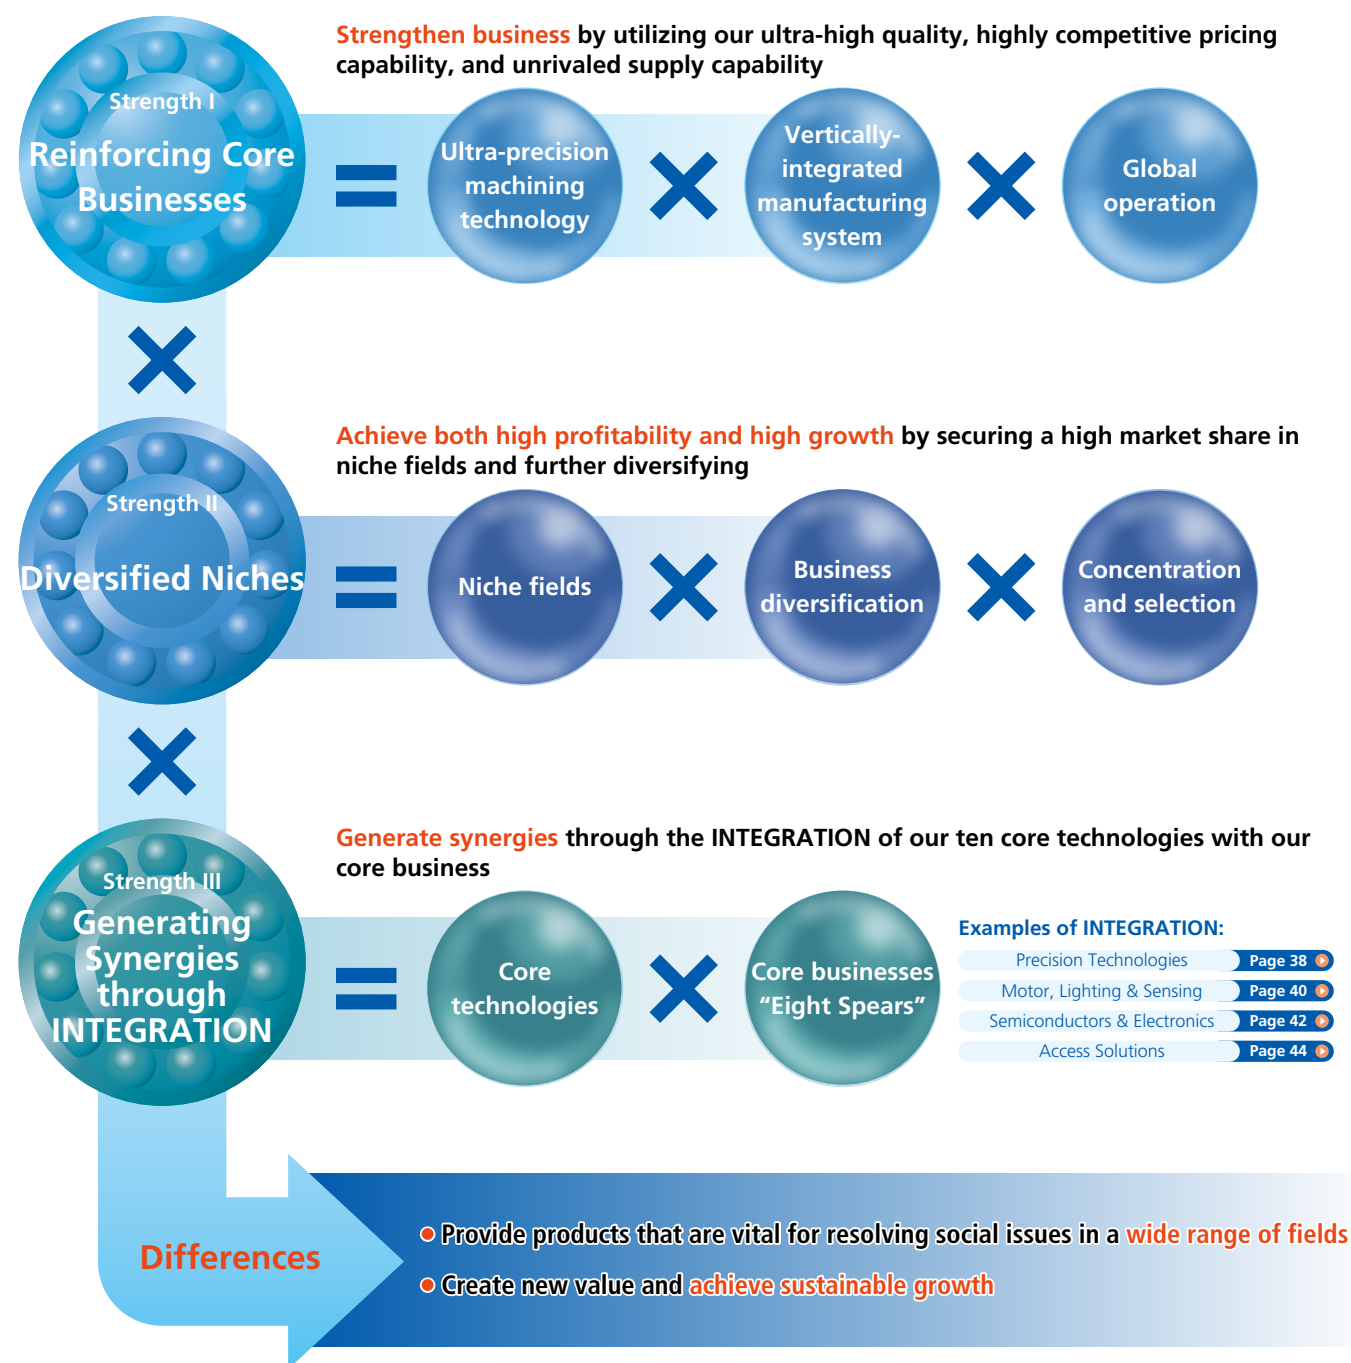 Strengthen business by utilizing our ultra-high quality, highly competitive pricing
capability, and unrivaled supply capability
Strength I
Reinforcing Core
Businesses
=
Ultra-precision
machining
technology
×
Vertically-
integrated
manufacturing
system
×
Global
operation
×
Achieve both high profitability and high growth by securing a high market share in
niche fields and further diversifying
Strength II
Diversified Niches
=
Niche fields
×
Business
diversification
×
Concentration
and selection
×
Generate synergies through the INTEGRATION of our ten core technologies with our
core business
Strength III
Generating
Synergies
through
INTEGRATION
=
Core
technologies
×
Core businesses
“Eight Spears”
Examples of INTEGRATION:
Precision Technologies Page 38
Motor, Lighting & Sensing Page 40
Semiconductors & Electronics Page 42
Access Solutions Page 44
Differences
● Provide products that are vital for resolving social issues in a wide range of fields
● Create new value and achieve sustainable growth